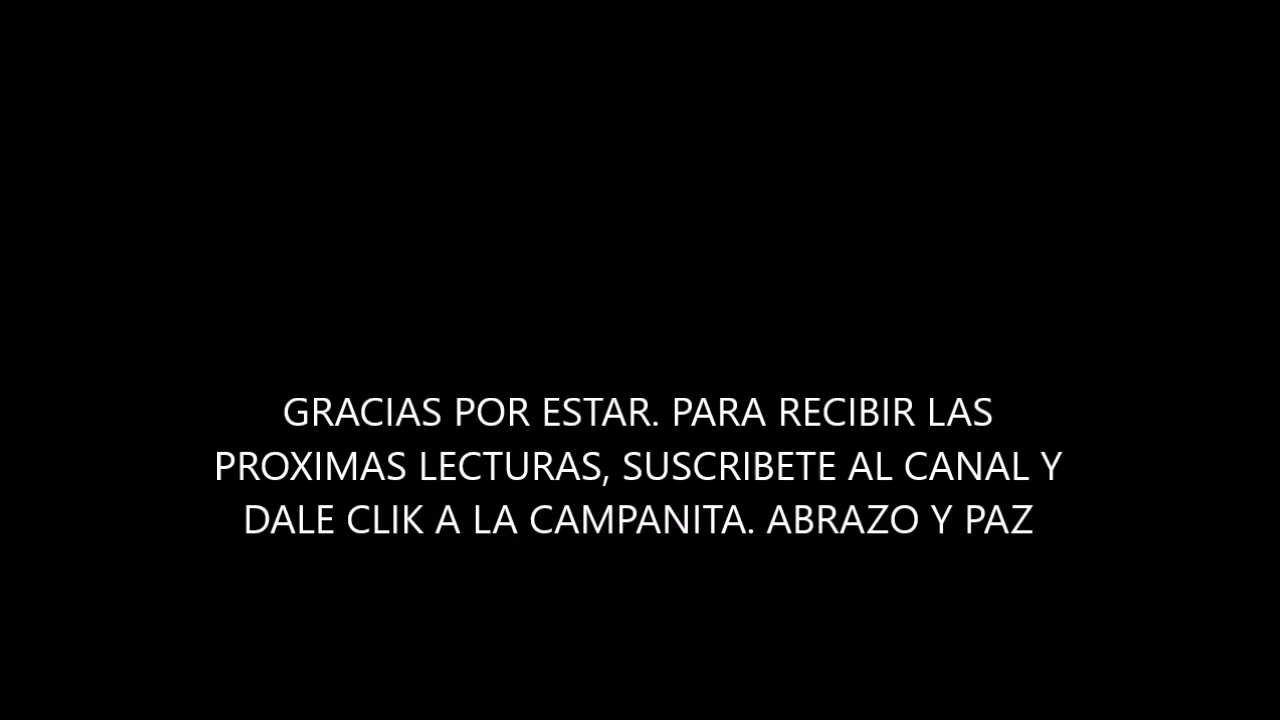 GRACIAS POR ESTAR. PARA RECIBIR LAS
PROXIMAS LECTURAS, SUSCRIBETE AL CANAL Y
DALE CLIK A LA CAMPANITA. ABRAZO Y PAZ